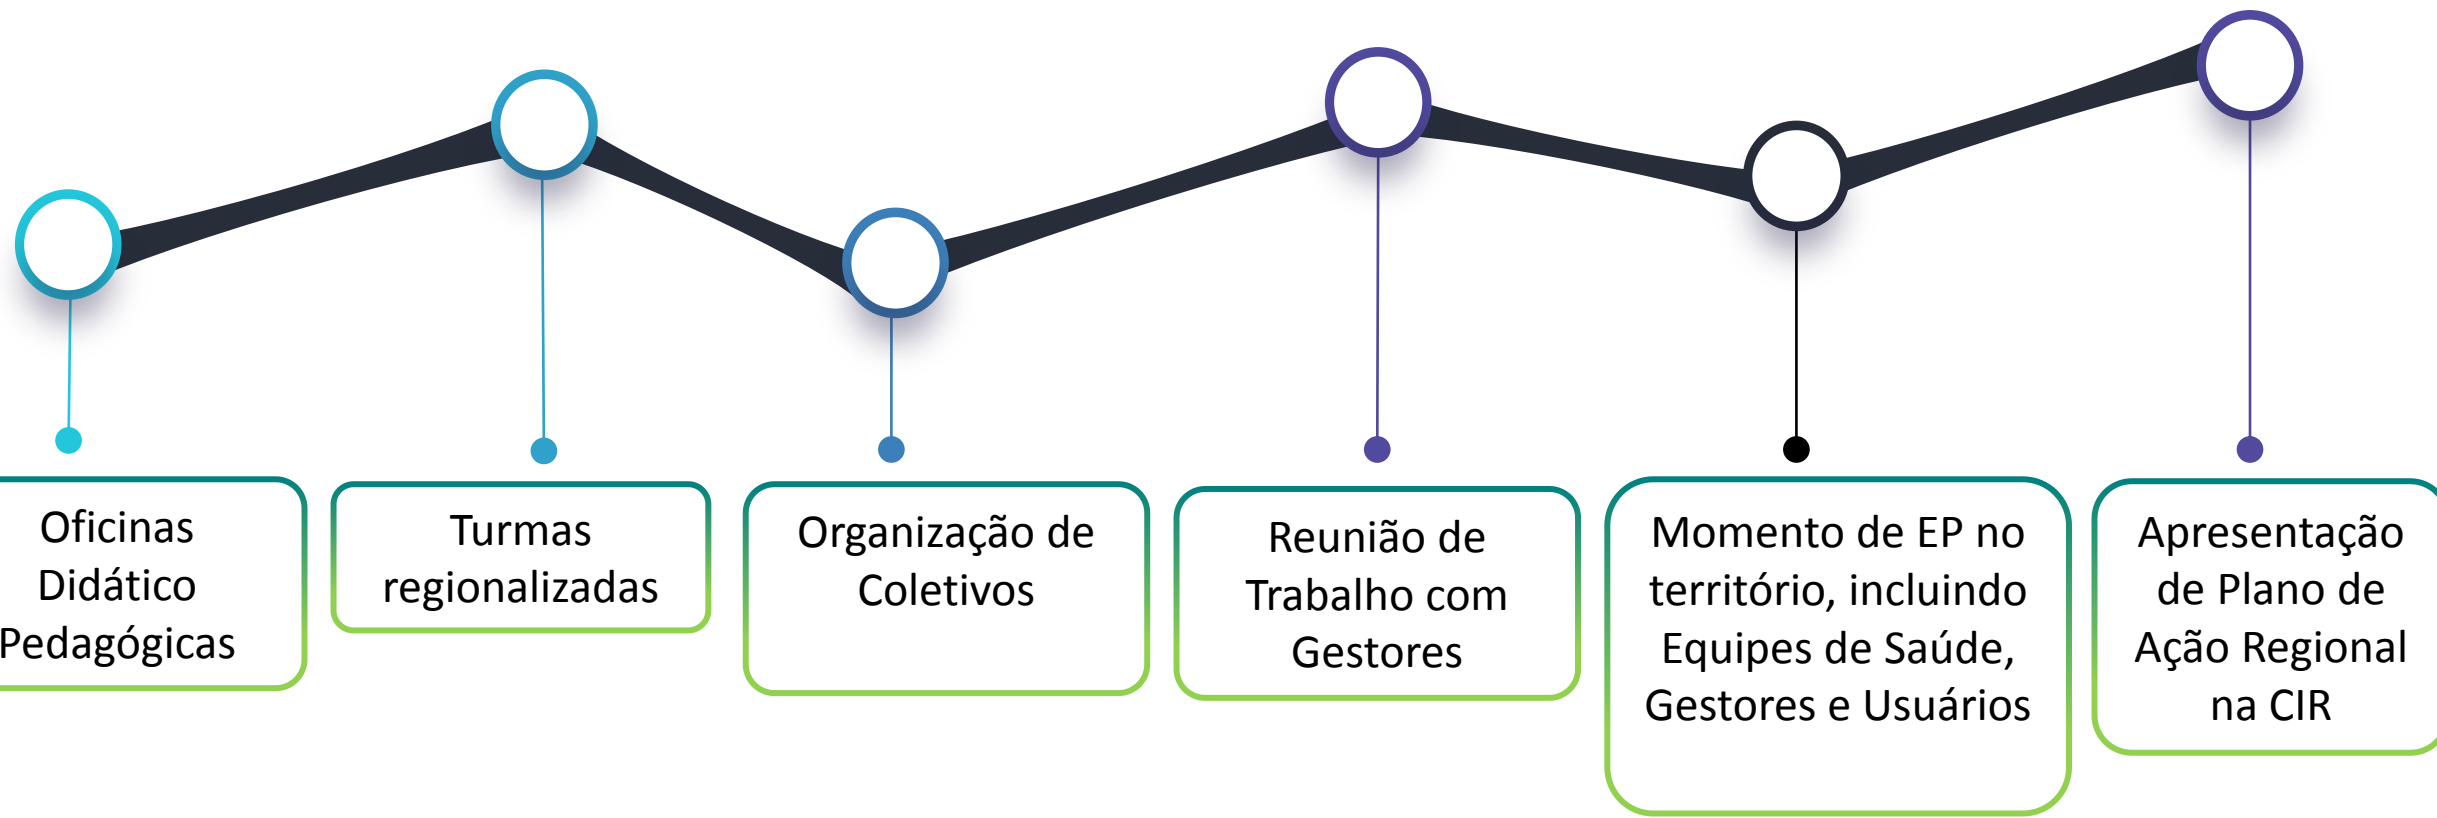 Oficinas
Didático
Pedagógicas
Turmas
regionalizadas
Organização de
Coletivos
Reunião de
Trabalho com
Gestores
Momento de EP no
território, incluindo
Equipes de Saúde,
Gestores e Usuários
Apresentação
de Plano de
Ação Regional
na CIR